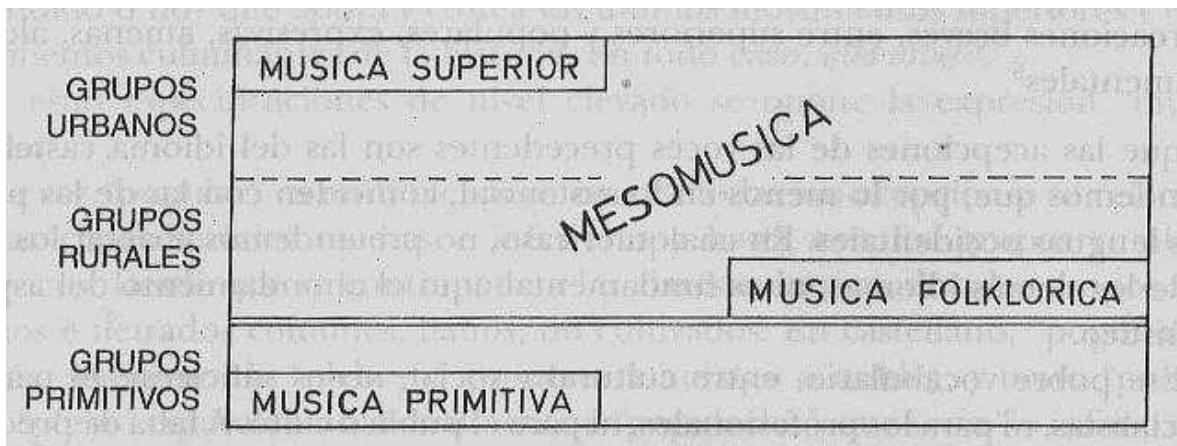 MUSICA SUPERIOR
GRUPOS
URBANOS
MESOMUSICA
GRUPOS
RURALES
MUSICA FOLKLORICA
GRUPOS
PRIMITIVOS
MUSICA PRIMITIVA